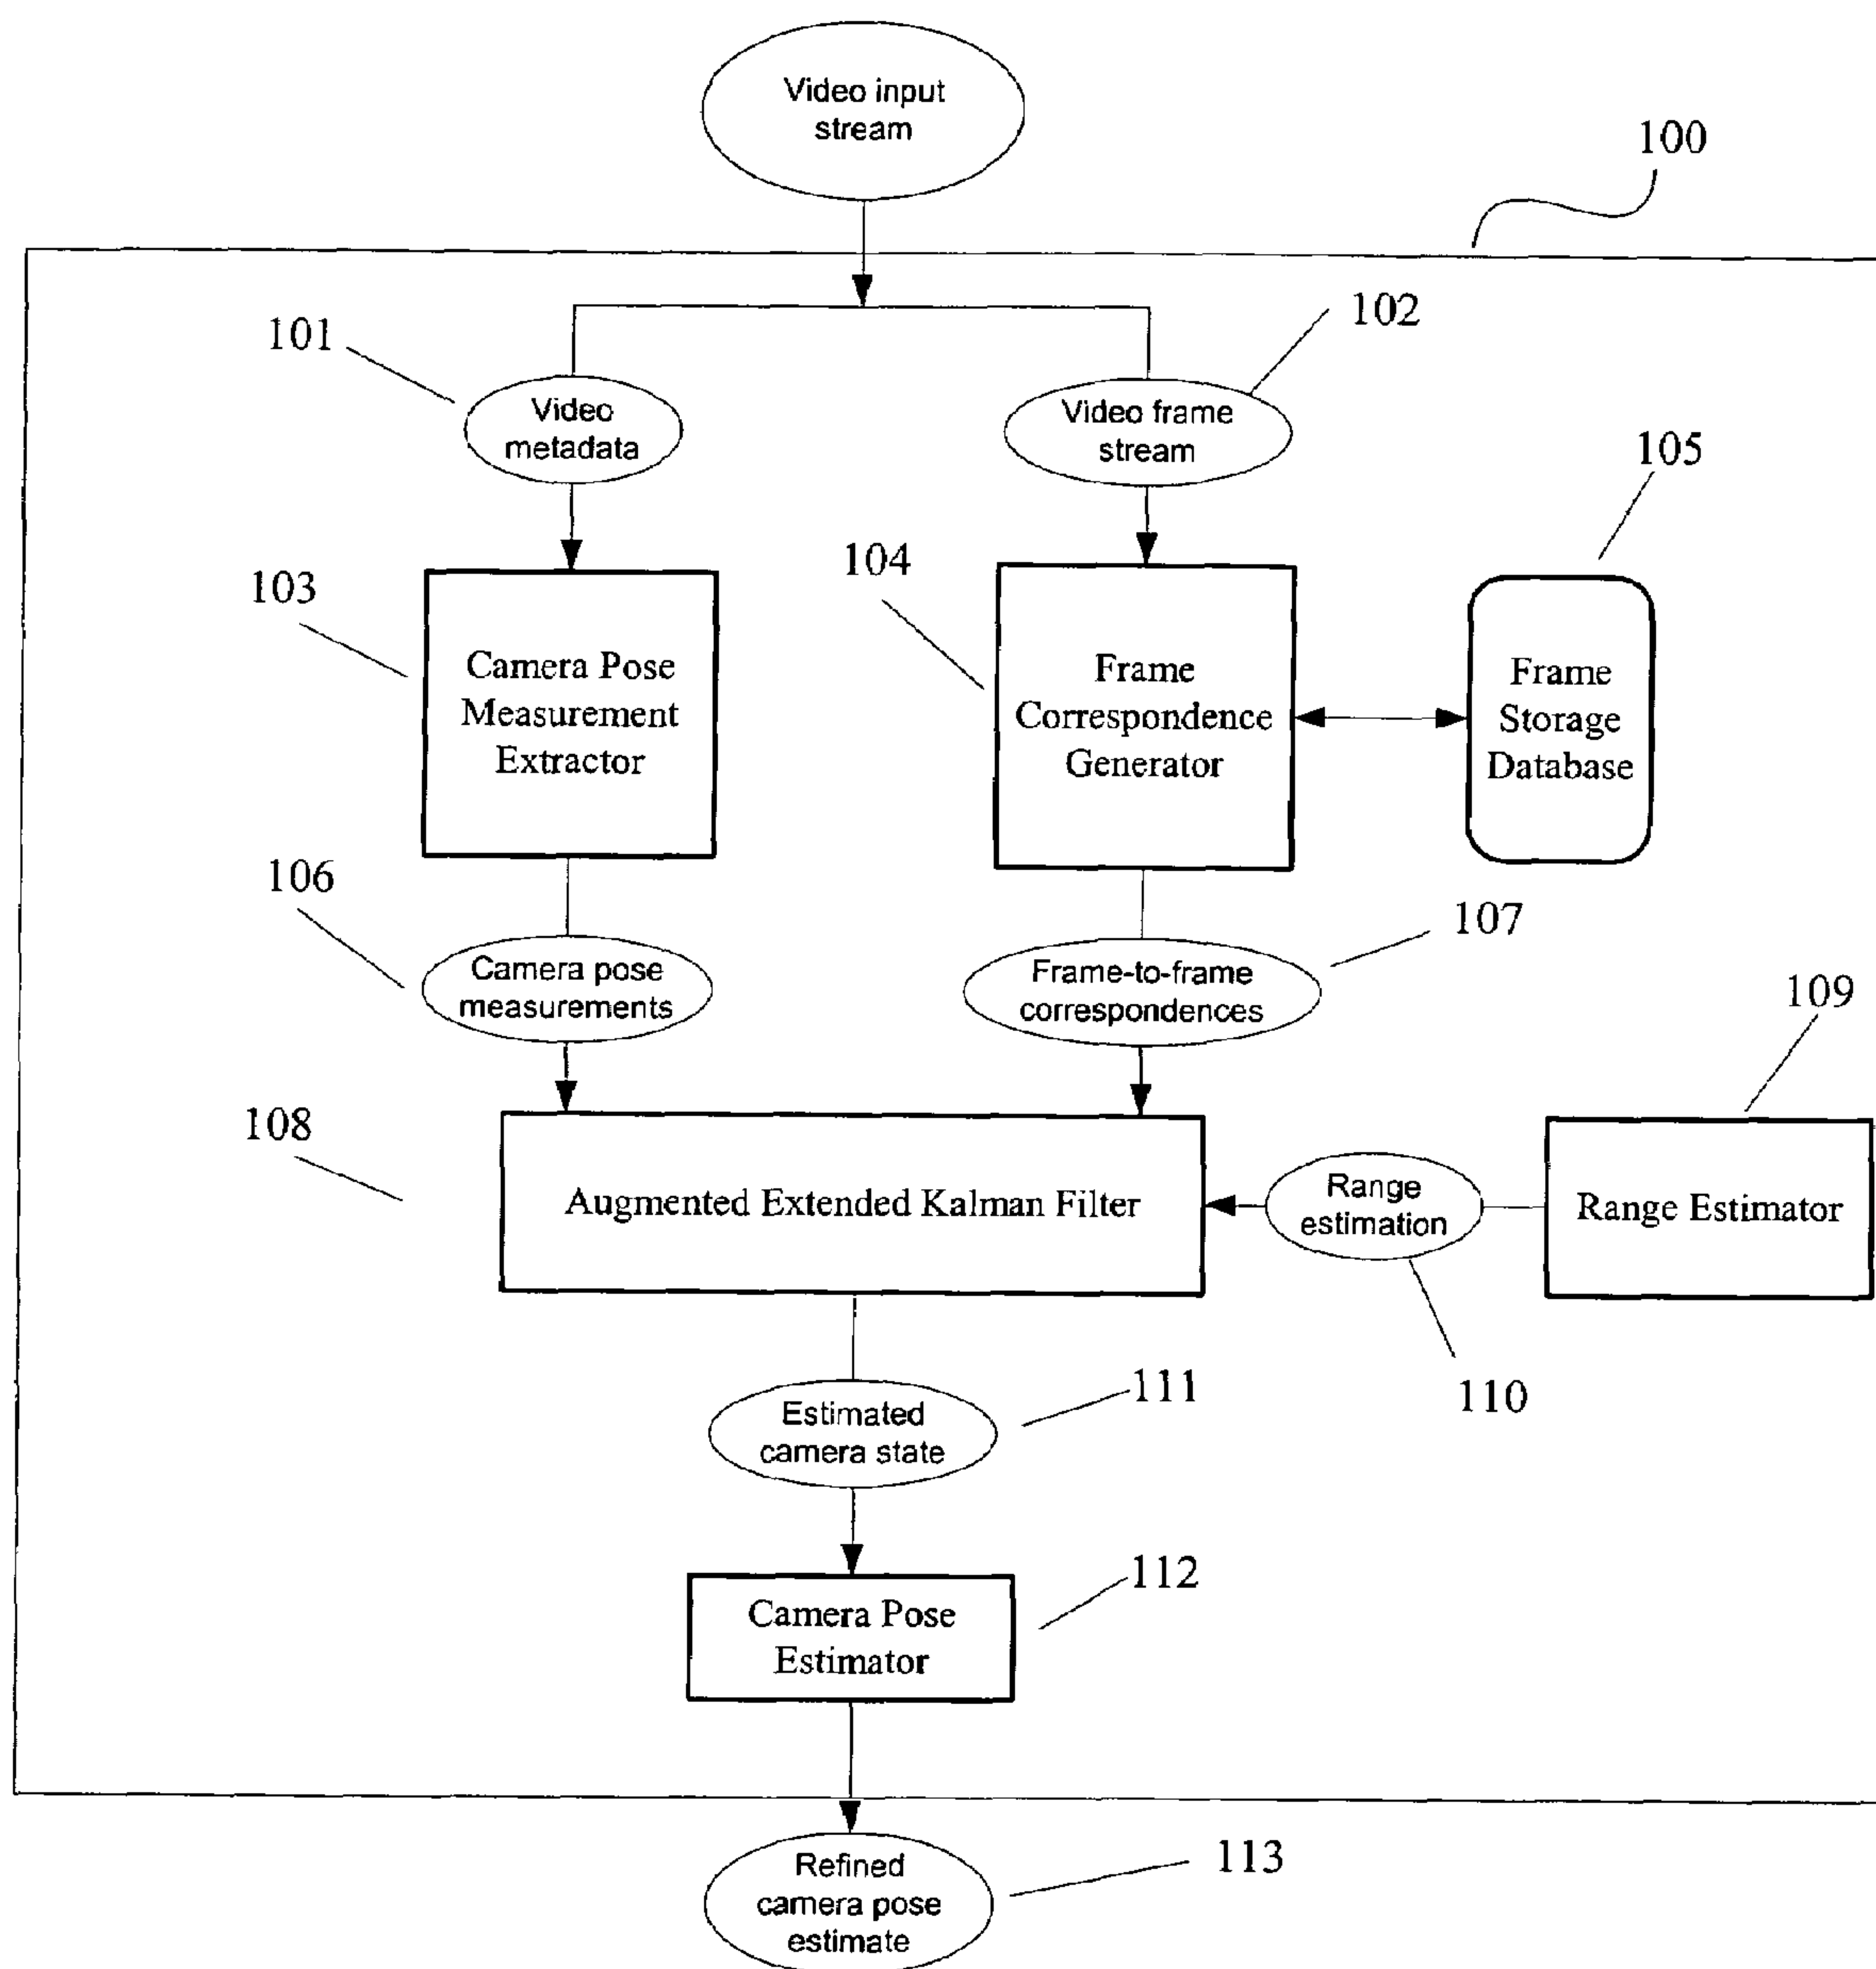 Video input
stream
100
101
102
Video
metadata
Video frame
stream
105
103
104
Camera Pose
Measurement
Extractor
Frame
Correspondence
Generator
Frame
Storage
Database
106
107
Camera pose
measurements
Frame-to-frame
correspondences
109
108
Augmented Extended Kalman Filter
Range
estimation
Range Estimator
110
111
Estimated
camera state
112
Camera Pose
Estimator
113
Refined
camera pose
estimate